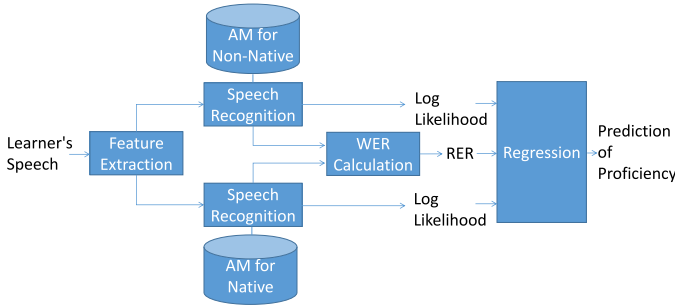 AM for
Non-Native
Speech
Recognition
Log
Likelihood
Learner's
Speech
Feature
Extraction
WER
Calculation
RER
Regression
Prediction
of
Proficiency
Speech
Recognition
Log
Likelihood
AM for
Native